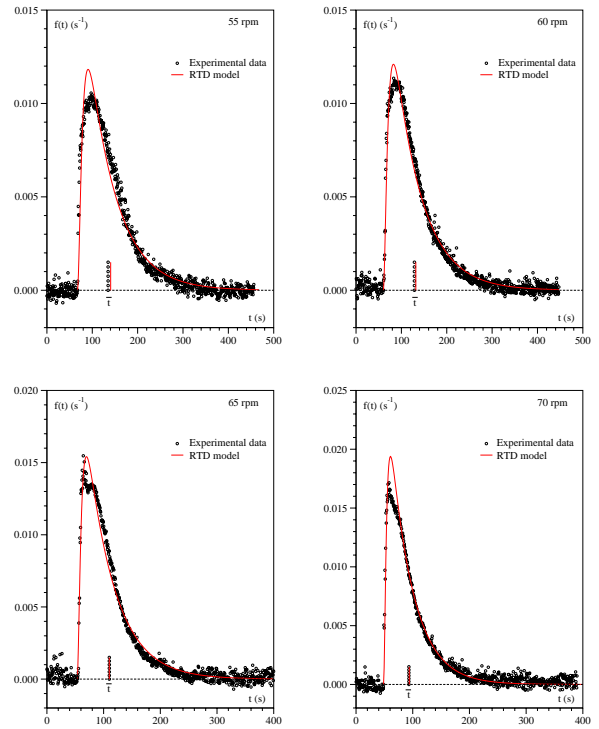 0.015
f(t) (s⁻¹)
55 rpm
Experimental data
RTD model
0.010
0.005
0.000
t
t (s)
0 100 200 300 400 500
0.015
f(t) (s⁻¹)
60 rpm
Experimental data
RTD model
0.010
0.005
0.000
t
t (s)
0 100 200 300 400 500
0.020
f(t) (s⁻¹)
65 rpm
Experimental data
RTD model
0.015
0.010
0.005
0.000
t
t (s)
0 100 200 300 400
0.025
f(t) (s⁻¹)
70 rpm
Experimental data
RTD model
0.020
0.015
0.010
0.005
0.000
t
t (s)
0 100 200 300 400